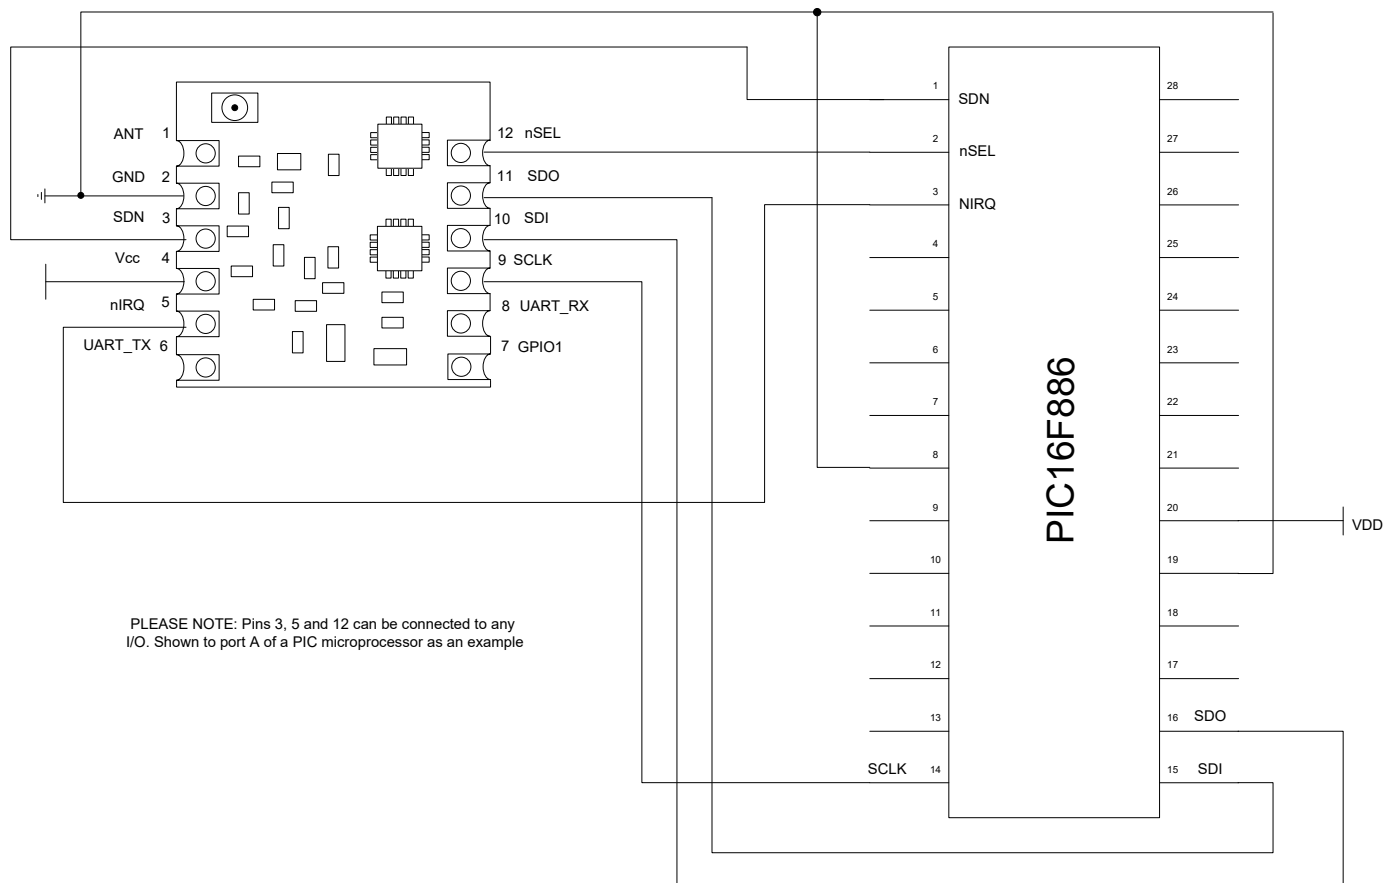 ANT 1
GND 2
SDN 3
Vcc 4
nIRQ 5
UART_TX 6
12 nSEL
11 SDO
10 SDI
9 SCLK
8 UART_RX
7 GPIO1
1 SDN
2 nSEL
3 NIRQ
4
5
6
7
8
9
10
11
12
13
SCLK 14
PIC16F886
28
27
26
25
24
23
22
21
20
VDD
19
18
17
16 SDO
15 SDI
PLEASE NOTE: Pins 3, 5 and 12 can be connected to any
I/O. Shown to port A of a PIC microprocessor as an example